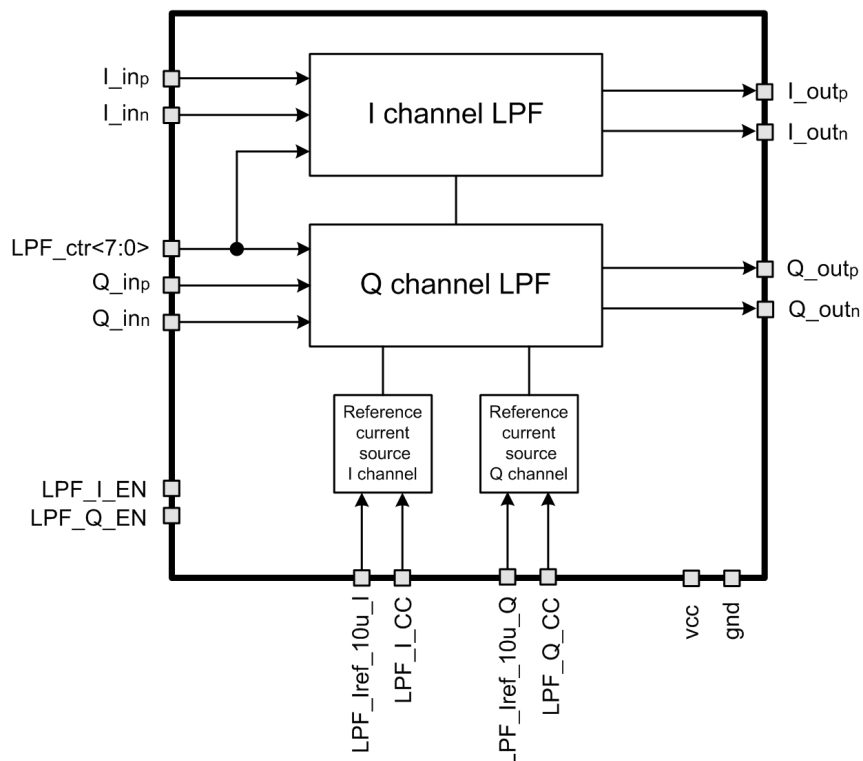 I_inp
I_inn
LPF_ctr<7:0>
Q_inp
Q_inn
LPF_I_EN
LPF_Q_EN
I channel LPF
Q channel LPF
Reference
current
source
I channel
Reference
current
source
Q channel
I_outp
I_outn
Q_outp
Q_outn
LPF_Iref_10u_I
LPF_I_CC
LPF_Iref_10u_Q
LPF_Q_CC
vcc
gnd